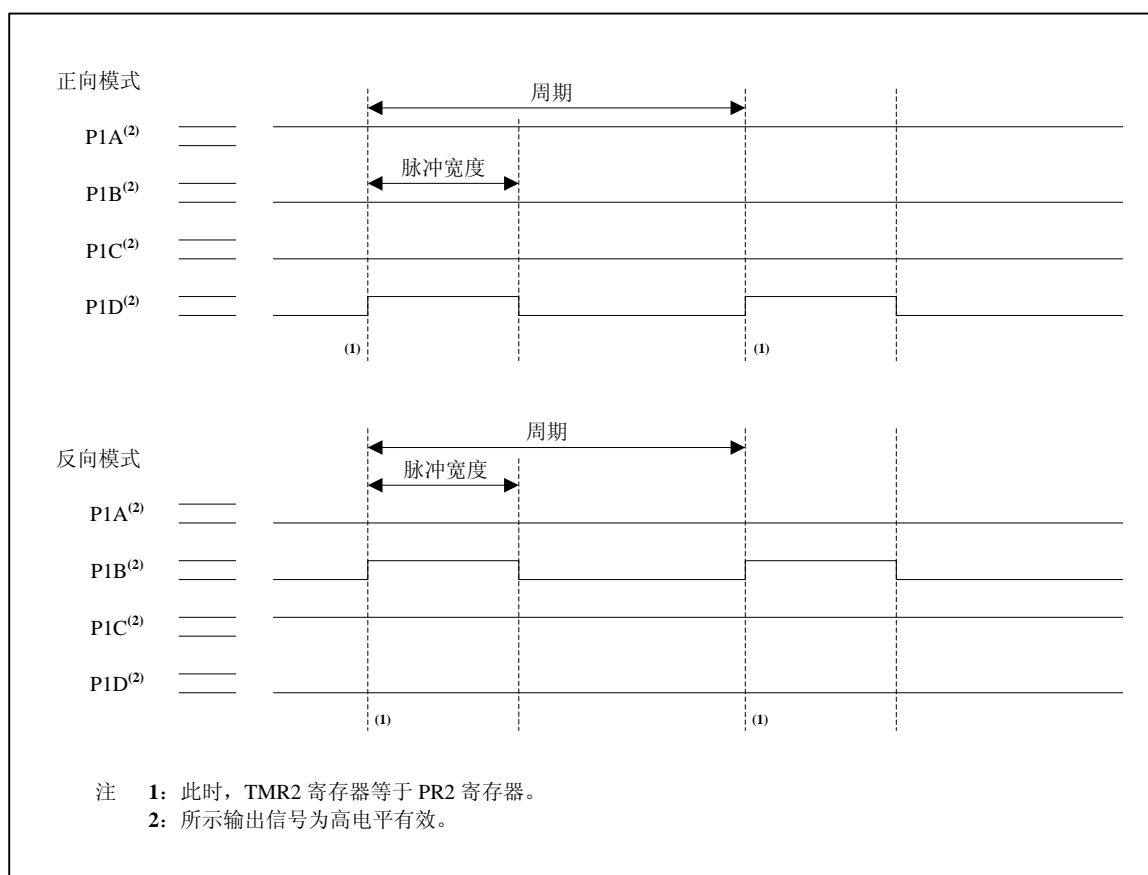 正向模式
周期
P1A(2)
脉冲宽度
P1B(2)
P1C(2)
P1D(2)
(1) (1)
周期
反向模式
脉冲宽度
P1A(2)
P1B(2)
P1C(2)
P1D(2)
(1) (1)
注 1：此时，TMR2 寄存器等于 PR2 寄存器。
2：所示输出信号为高电平有效。